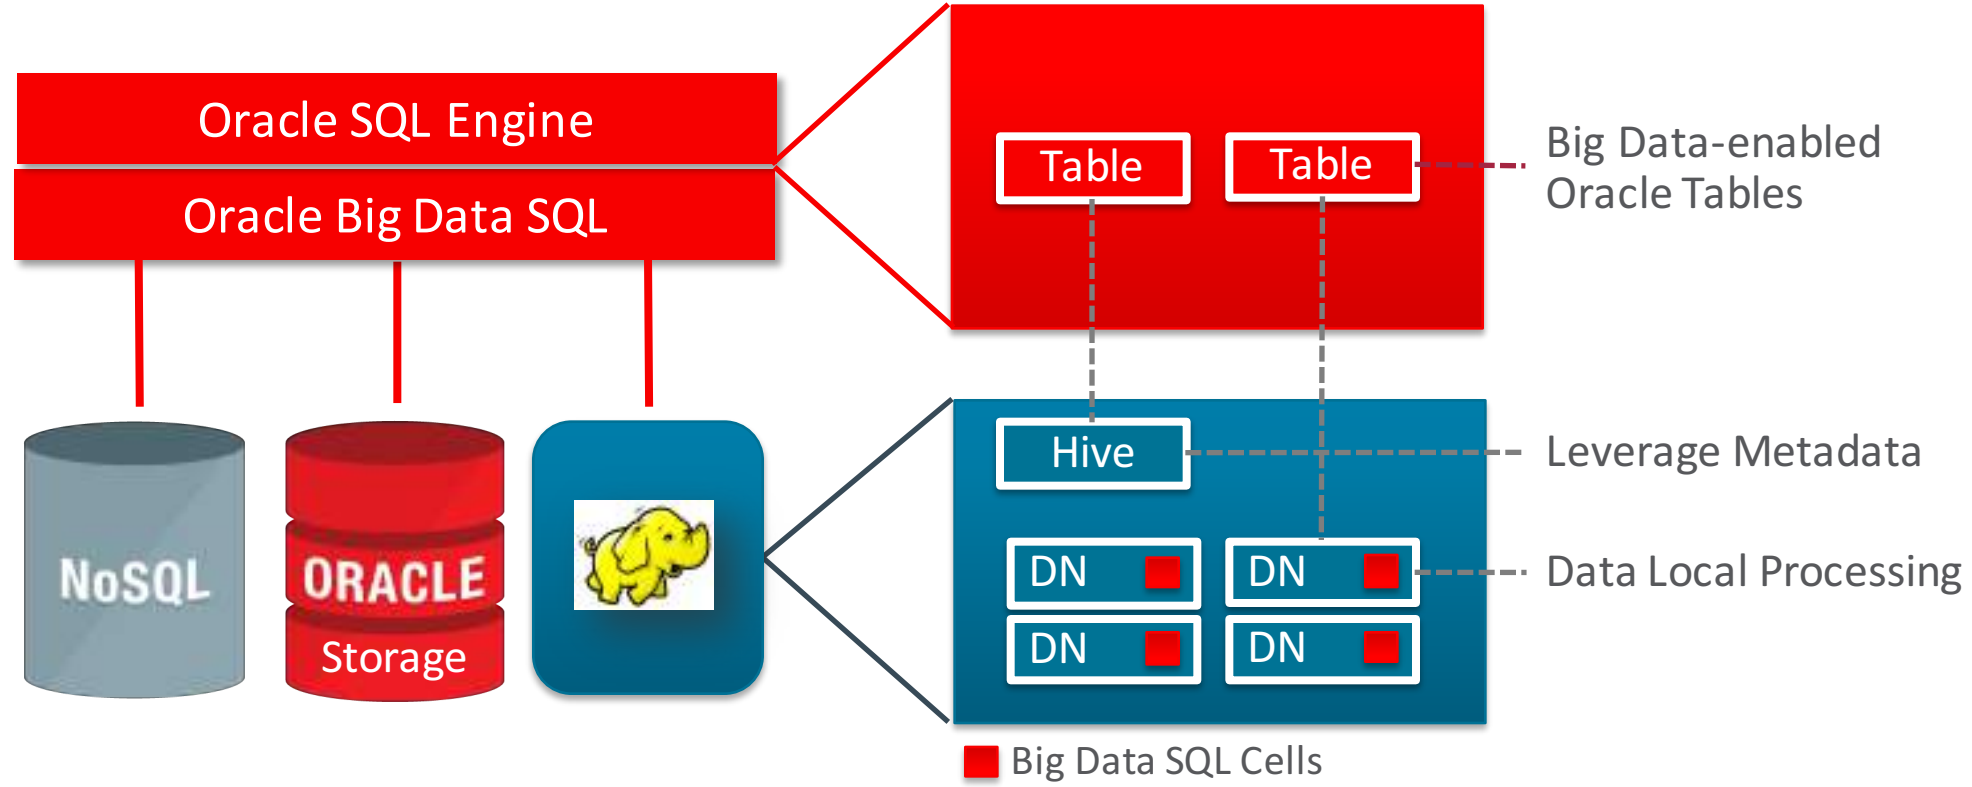 Oracle SQL Engine
Oracle Big Data SQL
NoSQL
ORACLE
Storage
Table
Table
Big Data-enabled
Oracle Tables
Hive
Leverage Metadata
DN
DN
Data Local Processing
DN
DN
Big Data SQL Cells